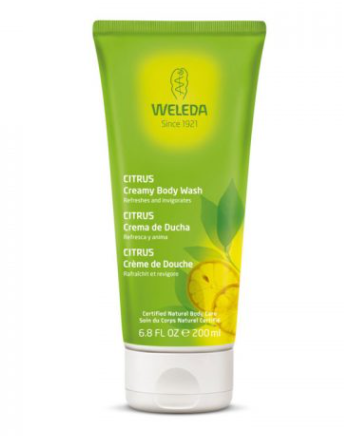 WELEDA
Since 1921
CITRUS
Creamy Body Wash
Refreshes and invigorates
CITRUS
Crema de Ducha
Refresca y anima
CITRUS
Crème de Douche
Rafraîchit et revigore
Certified Natural Body Care
Soin du Corps Naturel Certifié
6.8 FL OZ ℮ 200ml